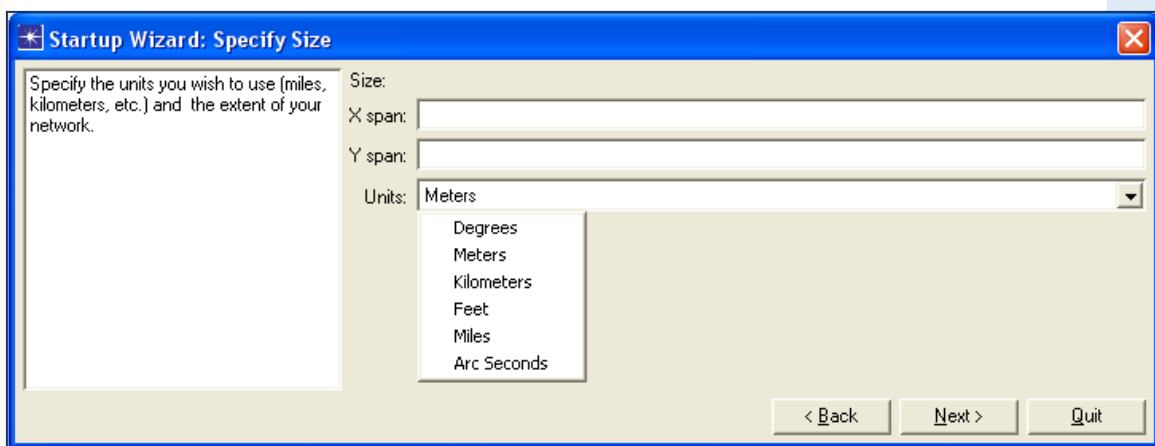 Startup Wizard: Specify Size
Specify the units you wish to use (miles,
kilometers, etc.) and the extent of your
network.
Size:
X span:
Y span:
Units: Meters
Degrees
Meters
Kilometers
Feet
Miles
Arc Seconds
< Back Next > Quit